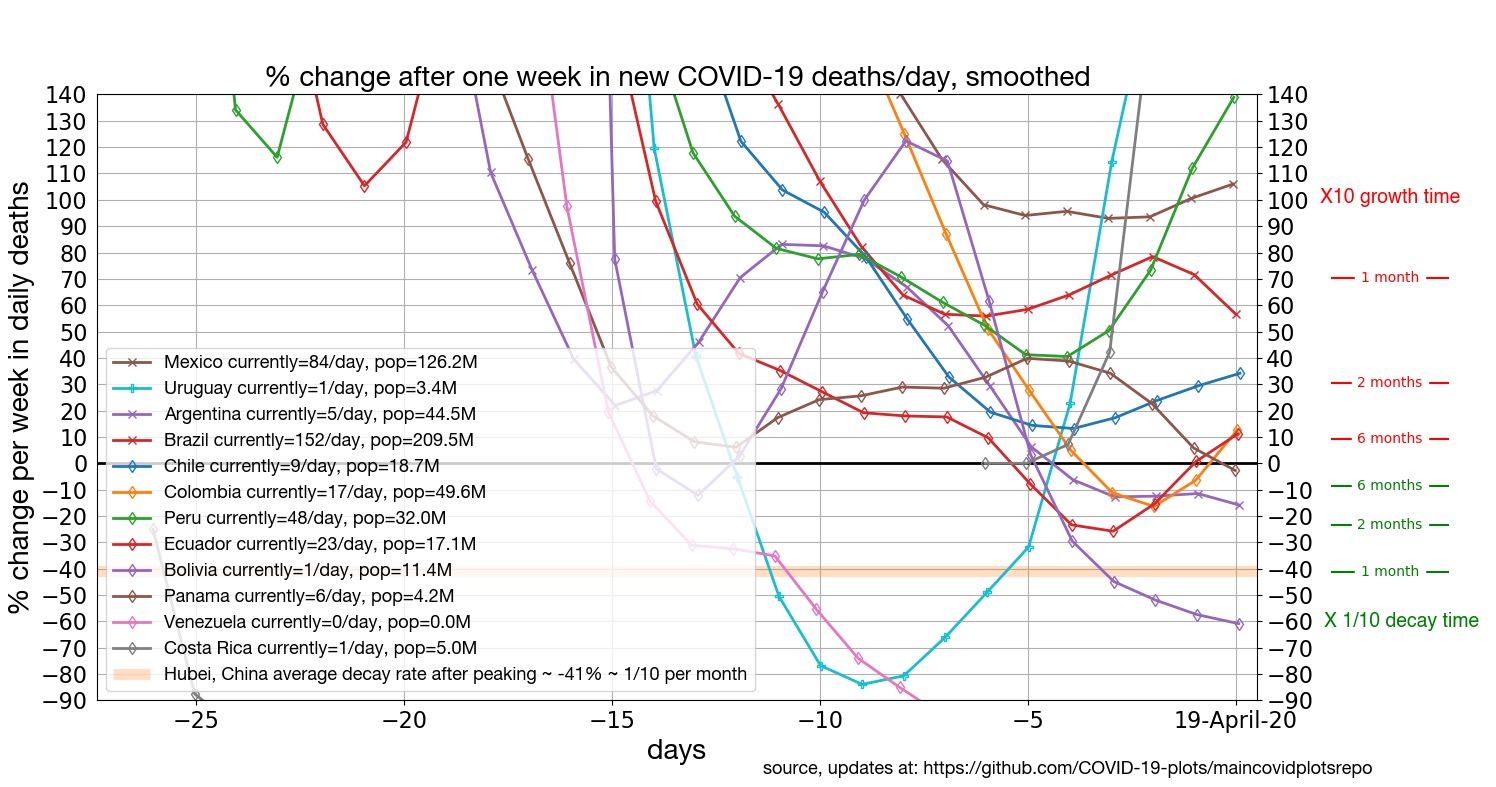 % change after one week in new COVID-19 deaths/day, smoothed
% change per week in daily deaths
140
130
120
110
100
90
80
70
60
50
40
30
20
10
0
−10
−20
−30
−40
−50
−60
−70
−80
−90
Mexico currently=84/day, pop=126.2M
Uruguay currently=1/day, pop=3.4M
Argentina currently=5/day, pop=44.5M
Brazil currently=152/day, pop=209.5M
Chile currently=9/day, pop=18.7M
Colombia currently=17/day, pop=49.6M
Peru currently=48/day, pop=32.0M
Ecuador currently=23/day, pop=17.1M
Bolivia currently=1/day, pop=11.4M
Panama currently=6/day, pop=4.2M
Venezuela currently=0/day, pop=0.0M
Costa Rica currently=1/day, pop=5.0M
Hubei, China average decay rate after peaking ~ -41% ~ 1/10 per month
140
130
120
110
100
90
80
70
60
50
40
30
20
10
0
−10
−20
−30
−40
−50
−60
−70
−80
−90
X10 growth time
1 month
2 months
6 months
6 months
2 months
1 month
X 1/10 decay time
−25 −20 −15 −10 −5 19-April-20
days
source, updates at: https://github.com/COVID-19-plots/maincovidplotsrepo